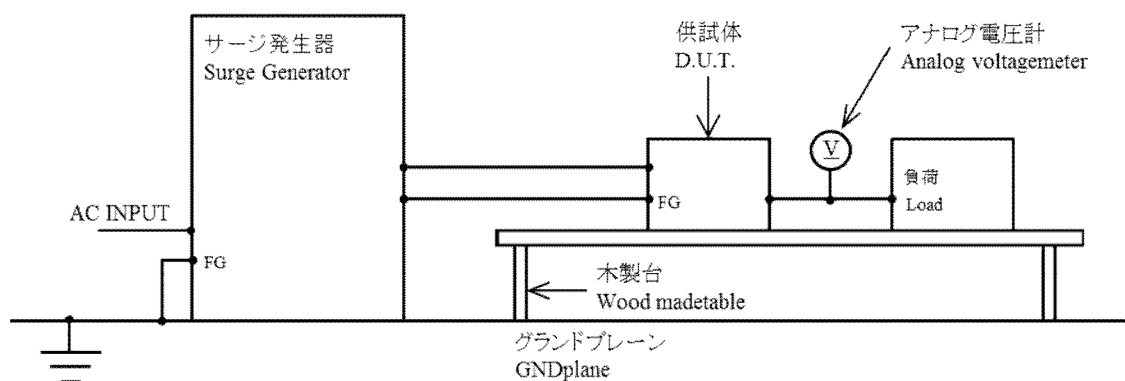 サージ発生器
Surge Generator
供試体
D.U.T.
アナログ電圧計
Analog voltagemeter
V
FG
負荷
Load
AC INPUT
FG
木製台
Wood madetable
グランドプレーン
GNDplane